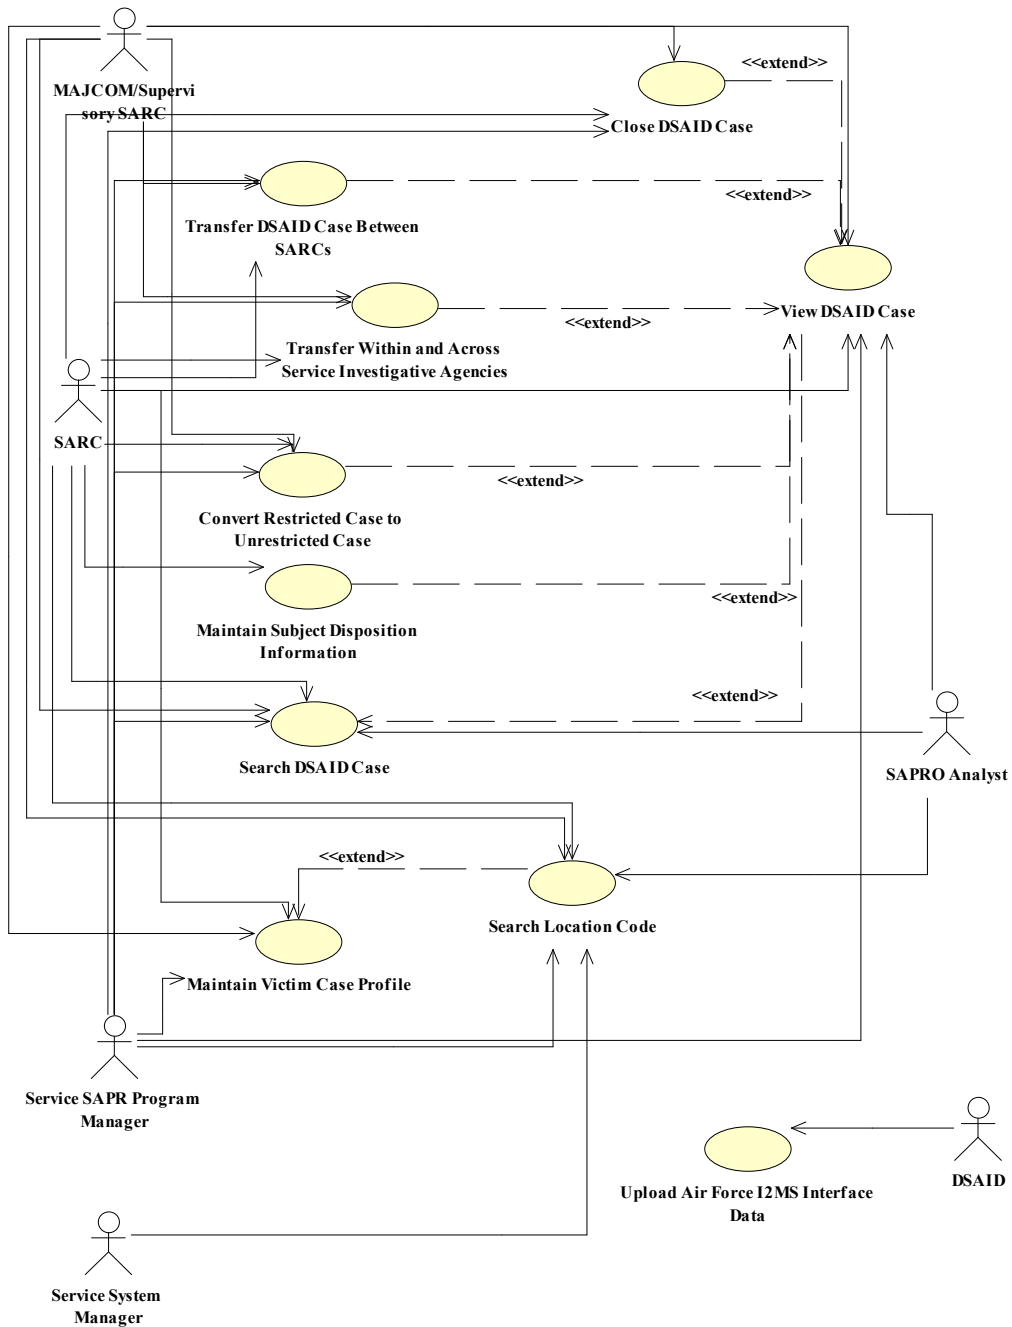 <<extend>>
MAJCOM/Supervi
sory SARC
Close DSAID Case
<<extend>>
Transfer DSAID Case Between
SARCs
View DSAID Case
<<extend>>
Transfer Within and Across
Service Investigative Agencies
SARC
<<extend>>
Convert Restricted Case to
Unrestricted Case
<<extend>>
Maintain Subject Disposition
Information
<<extend>>
Search DSAID Case
SAPRO Analyst
<<extend>>
Search Location Code
Maintain Victim Case Profile
Service SAPR Program
Manager
DSAID
Upload Air Force I2MS Interface
Data
Service System
Manager